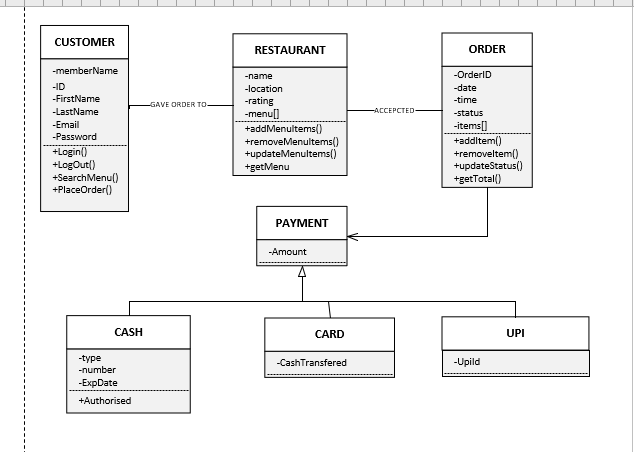 CUSTOMER
-memberName
-ID
-FirstName
-LastName
-Email
-Password
+Login()
+LogOut()
+SearchMenu()
+PlaceOrder()
GAVE ORDER TO
RESTAURANT
-name
-location
-rating
-menu[]
+addMenuItems()
+removeMenuItems()
+updateMenuItems()
+getMenu
ACCEPCTED
ORDER
-OrderID
-date
-time
-status
-items[]
+addItem()
+removeItem()
+updateStatus()
+getTotal()
PAYMENT
-Amount
CASH
-type
-number
-ExpDate
+Authorised
CARD
-CashTransfered
UPI
-UpiId